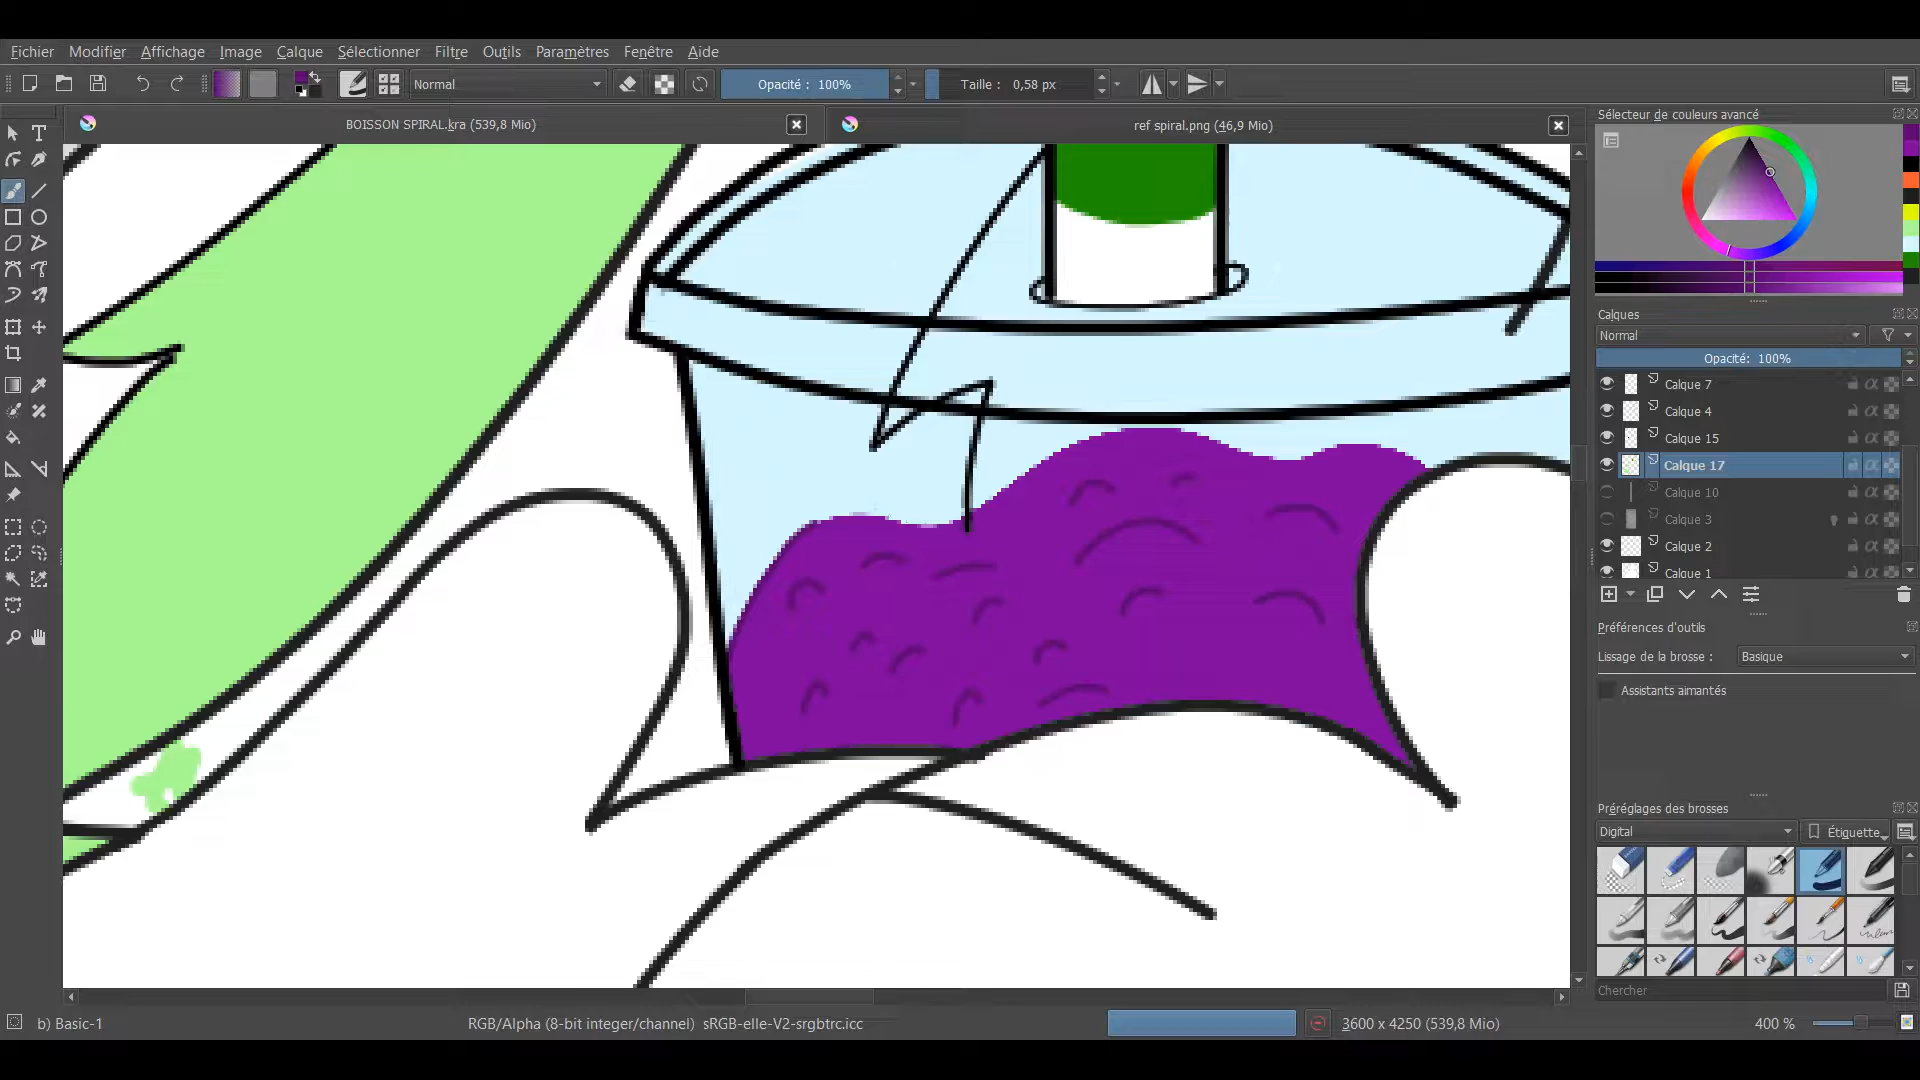 Fichier Modifier Affichage Image Calque Sélectionner Filtre Outils Paramètres Fenêtre Aide
Normal Opacité : 100% Taille : 0,58 px
BOISSON SPIRAL.kra (539,8 Mio) ref spiral.png (46,9 Mio)
Sélecteur de couleurs avancé
Calques
Normal
Opacité: 100%
Calque 7
Calque 4
Calque 15
Calque 17
Calque 10
Calque 3
Calque 2
Calque 1
Préférences d'outils
Lissage de la brosse : Basique
Assistants aimantés
Préréglages des brosses
Digital Étiquette
Chercher
b) Basic-1 RGB/Alpha (8-bit integer/channel) sRGB-elle-V2-srgbtrc.icc 3600 x 4250 (539,8 Mio) 400 %